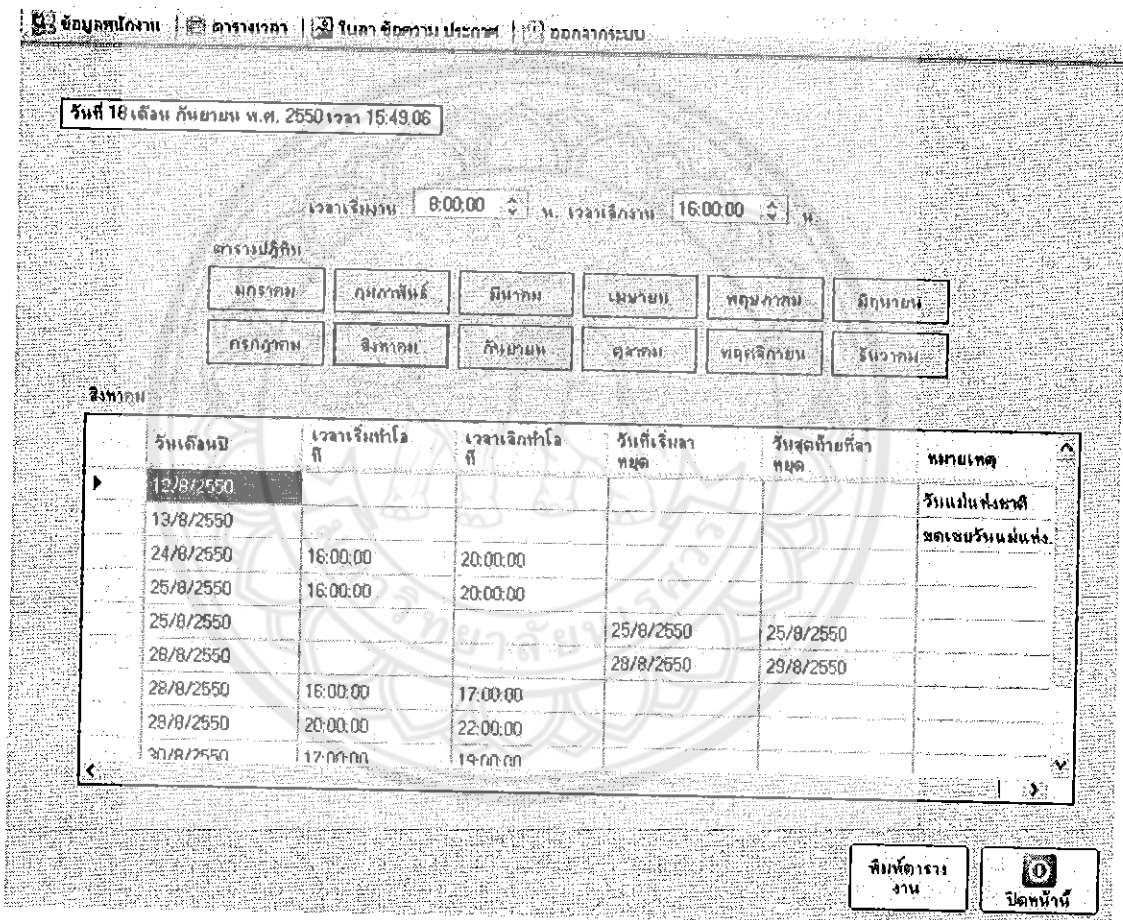 ข้อมูลพนักงาน ตารางเวลา ใบลา ข้อความ ประกาศ ออกจากระบบ
วันที่ 18 เดือน กันยายน พ.ศ. 2550 เวลา 15:49:06
เวลาเริ่มงาน 8:00:00 น. เวลาเลิกงาน 16:00:00 น.
ตารางปฏิทิน
มกราคม กุมภาพันธ์ มีนาคม เมษายน พฤษภาคม มิถุนายน
กรกฎาคม สิงหาคม กันยายน ตุลาคม พฤศจิกายน ธันวาคม
สิงหาคม
วันเดือนปี เวลาเริ่มทำโอที เวลาเลิกทำโอที วันที่เริ่มลาหยุด วันสุดท้ายที่ลาหยุด หมายเหตุ
12/8/2550 วันแม่แห่งชาติ
13/8/2550 ชดเชยวันแม่แห่ง.
24/8/2550 16:00:00 20:00:00
25/8/2550 16:00:00 20:00:00
25/8/2550 25/8/2550 25/8/2550
28/8/2550 28/8/2550 29/8/2550
28/8/2550 16:00:00 17:00:00
29/8/2550 20:00:00 22:00:00
30/8/2550 17:00:00 19:00:00
พิมพ์ตารางงาน ปิดหน้านี้